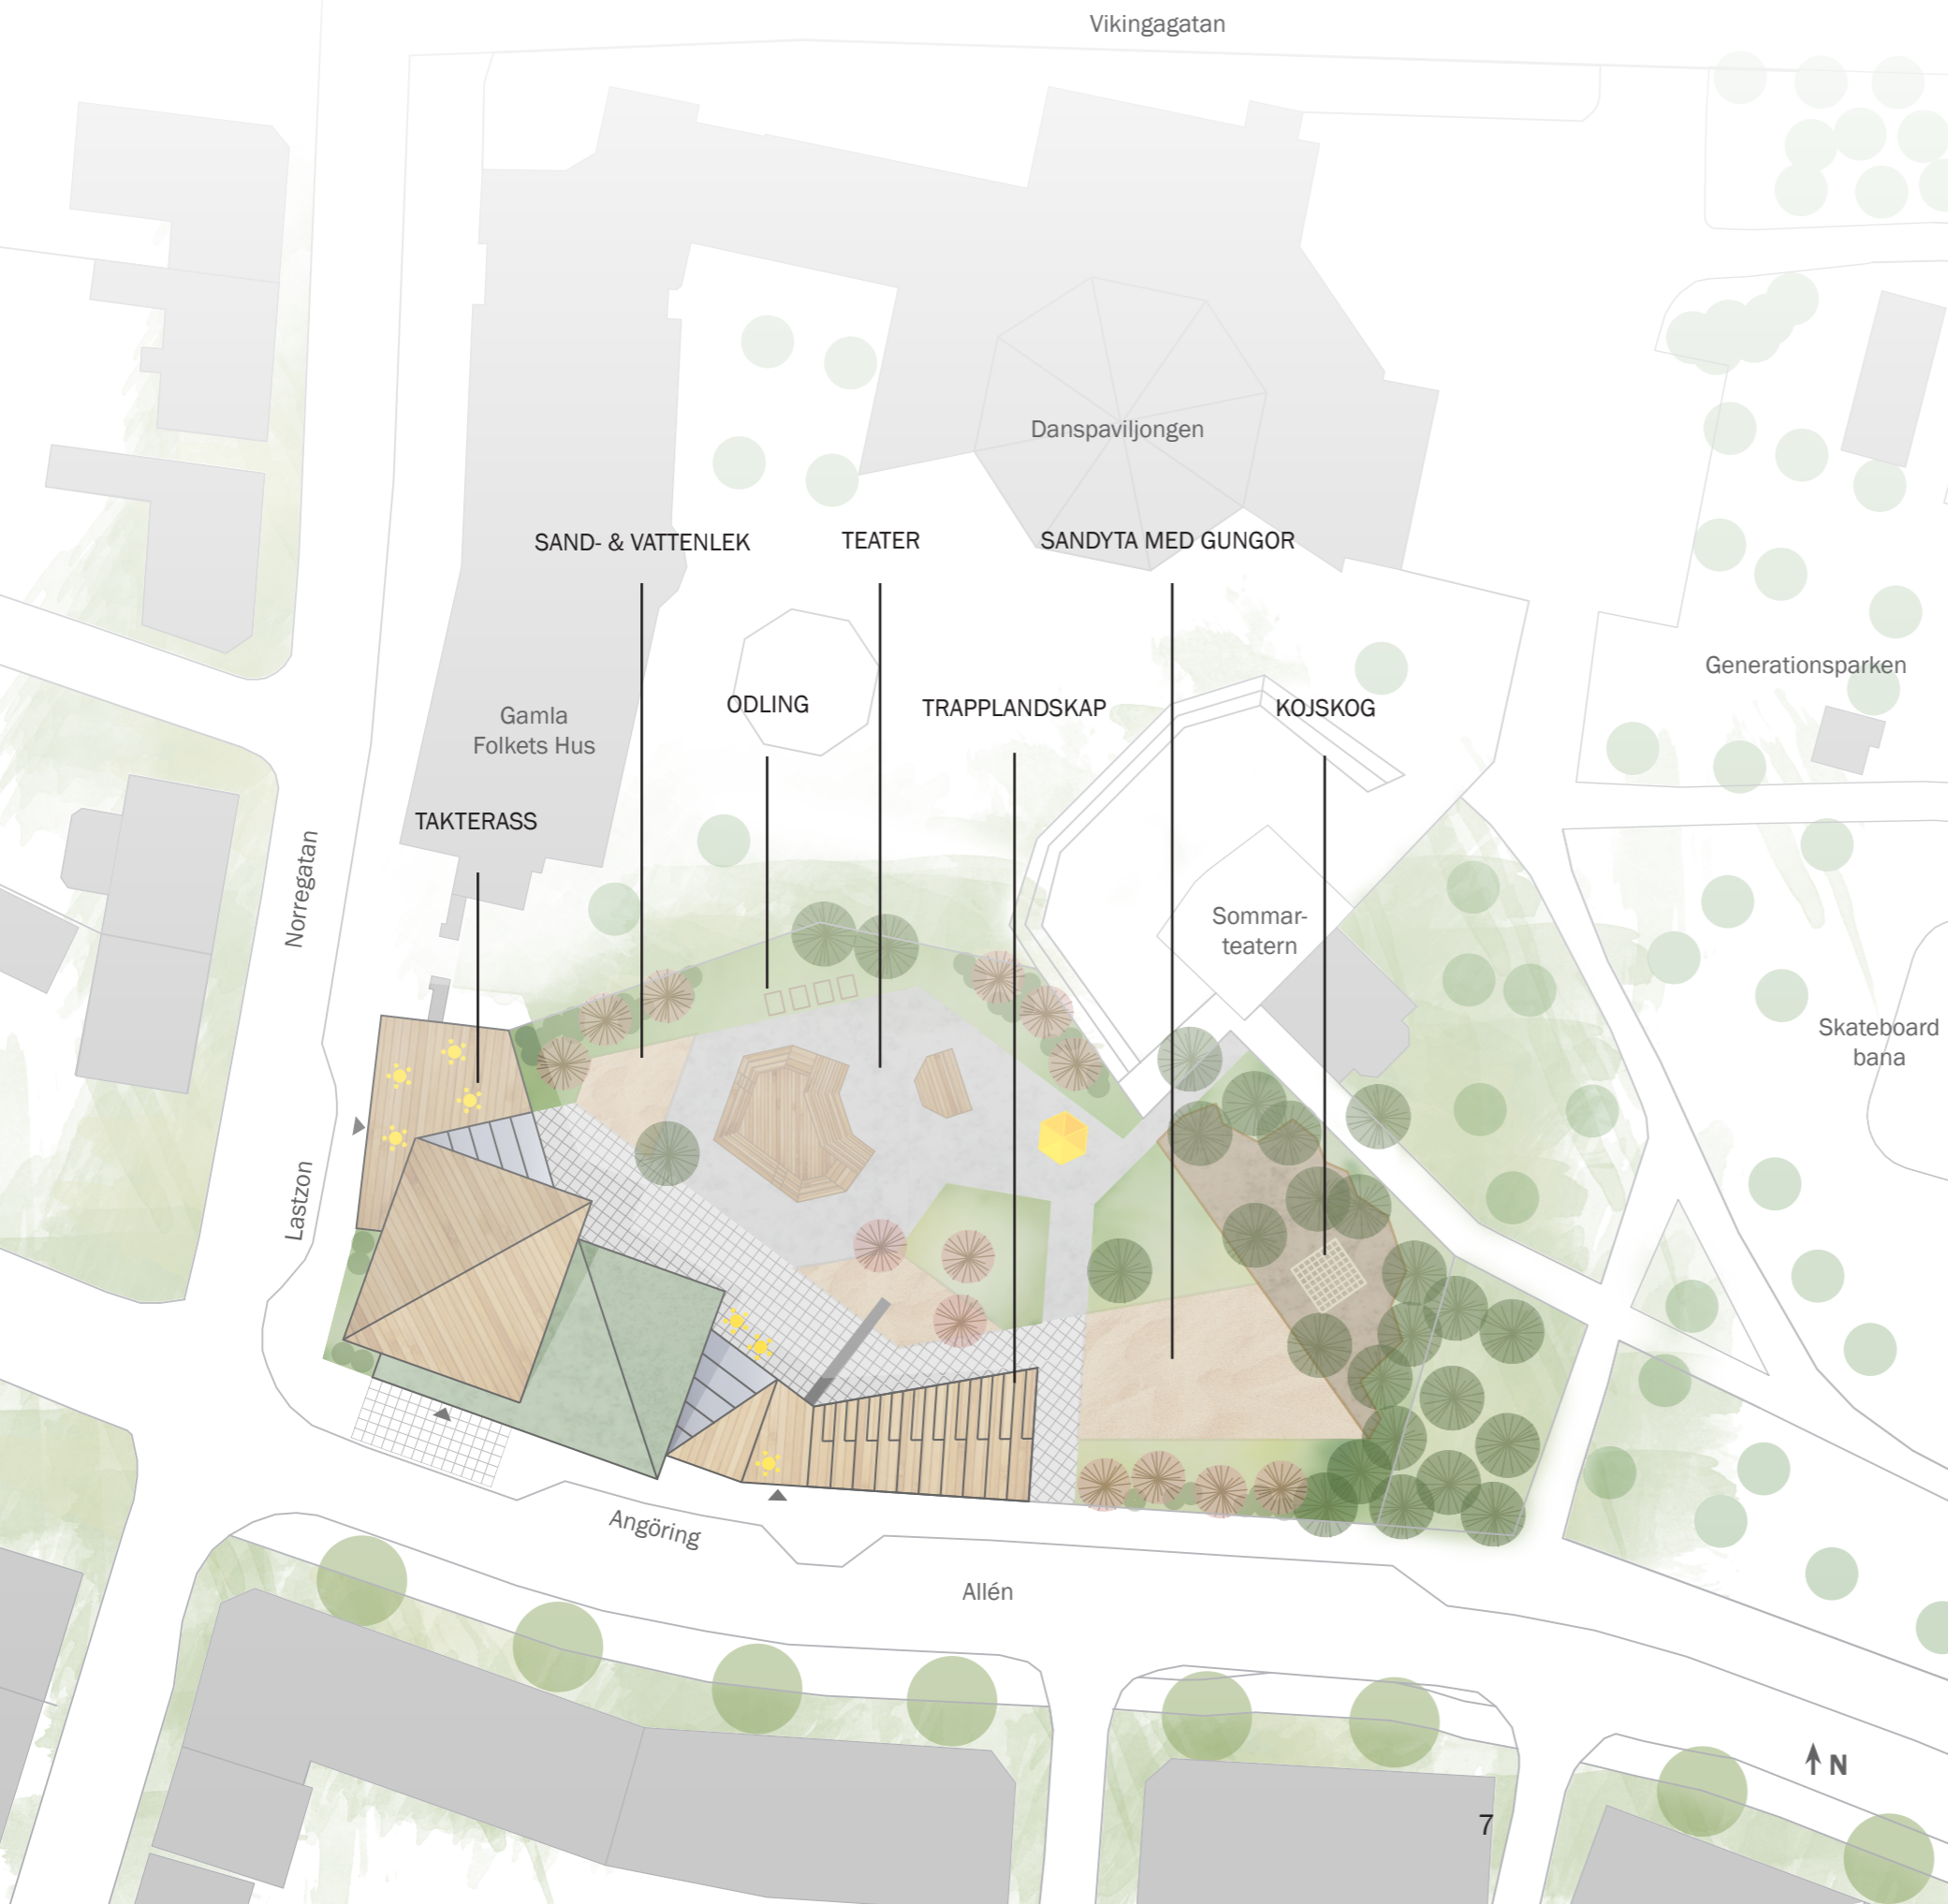 Vikingagatan
Danspaviljongen
SAND- & VATTENLEK
TEATER
SANDYTA MED GUNGOR
Generationsparken
ODLING
TRAPPLANDSKAP
KOJSKOG
Gamla
Folkets Hus
TAKTERASS
Norregatan
Sommar-
teatern
Skateboard
bana
Lastzon
Angöring
Allén
N
7